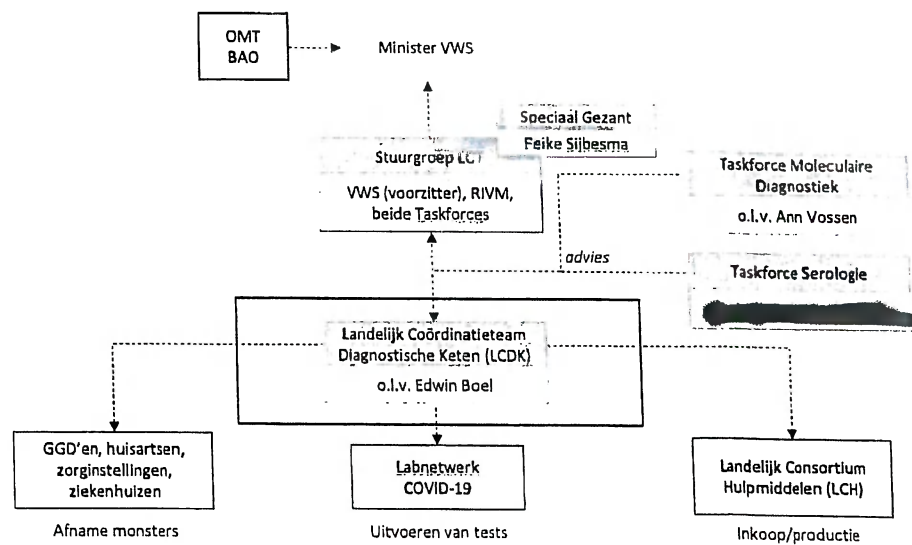 OMT
BAO
Minister VWS
Speciaal Gezant
Feike Sijbesma
Stuurgroep LCT
VWS (voorzitter), RIVM,
beide Taskforces
Taskforce Moleculaire
Diagnostiek
o.l.v. Ann Vossen
advies
Taskforce Serologie
Landelijk Coördinatieteam
Diagnostische Keten (LCDK)
o.l.v. Edwin Boel
GGD'en, huisartsen,
zorginstellingen,
ziekenhuizen
Labnetwerk
COVID-19
Landelijk Consortium
Hulpmiddelen (LCH)
Afname monsters
Uitvoeren van tests
Inkoop/productie